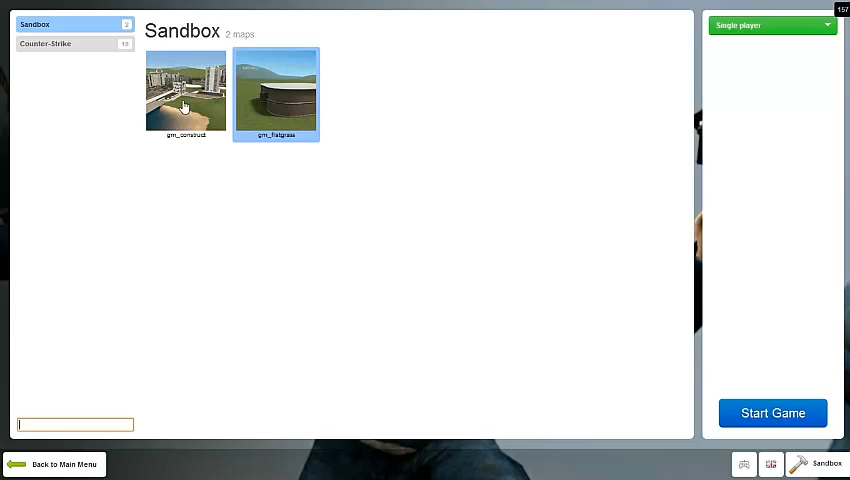 157
Sandbox 2
Counter-Strike 18
Sandbox 2 maps
gm_construct
gm_flatgrass
Single player
Start Game
Back to Main Menu
Sandbox